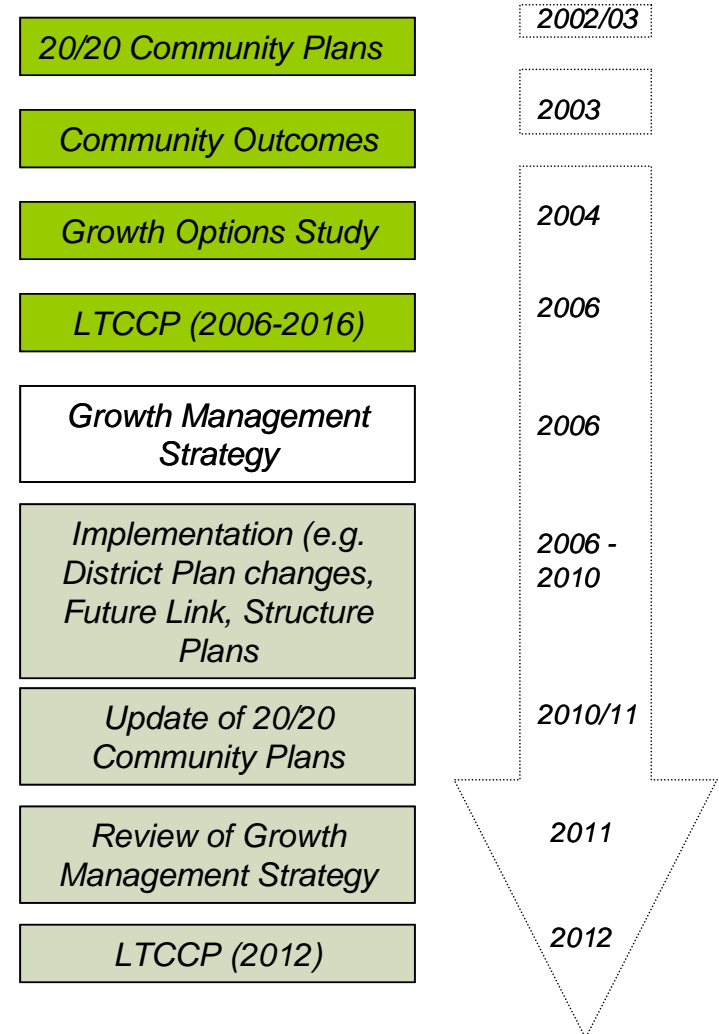 20/20 Community Plans
2002/03
Community Outcomes
2003
Growth Options Study
2004
LTCCP (2006-2016)
2006
Growth Management
Strategy
2006
Implementation (e.g.
District Plan changes,
Future Link, Structure
Plans
2006 -
2010
Update of 20/20
Community Plans
2010/11
Review of Growth
Management Strategy
2011
LTCCP (2012)
2012